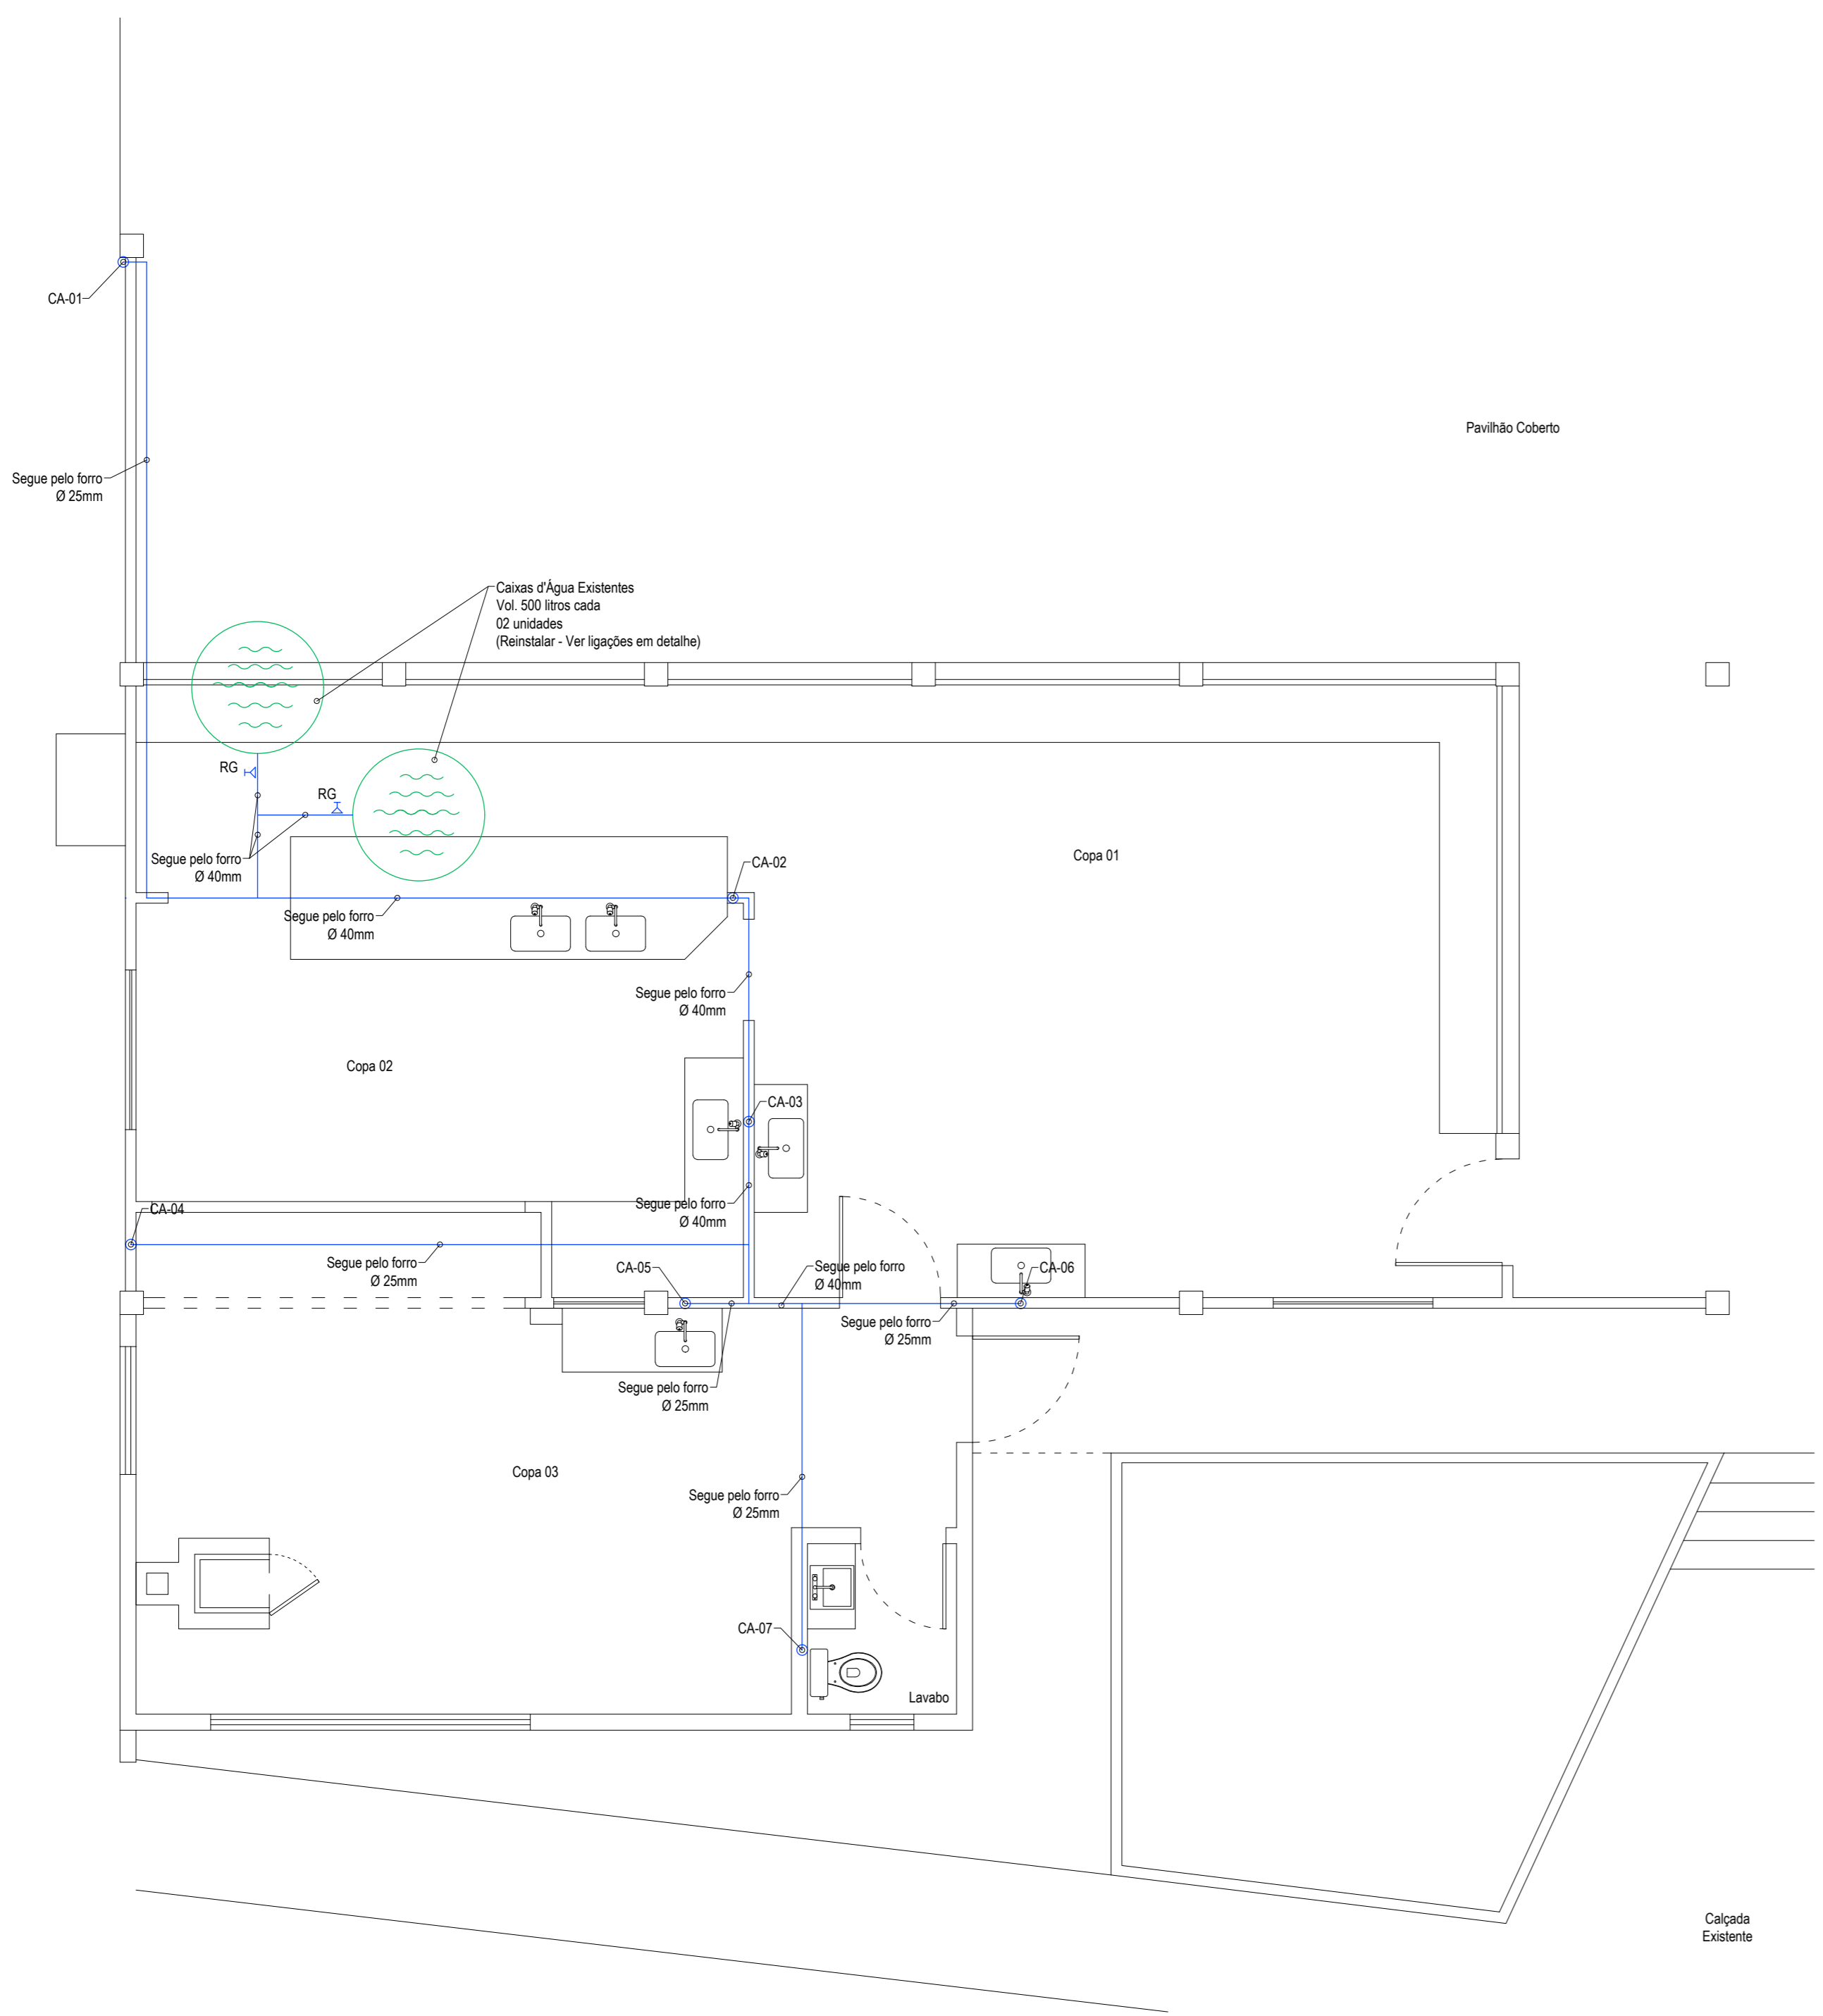 CA-01
Pavilhão Coberto
Segue pelo forro
Ø 25mm
Caixas d'Água Existentes
Vol. 500 litros cada
02 unidades
(Reinstalar - Ver ligações em detalhe)
RG
RG
Segue pelo forro
Ø 40mm
CA-02
Copa 01
Segue pelo forro
Ø 40mm
Segue pelo forro
Ø 40mm
Copa 02
CA-03
Segue pelo forro
Ø 40mm
CA-04
Segue pelo forro
Ø 25mm
CA-05
Segue pelo forro
Ø 40mm
CA-06
Segue pelo forro
Ø 25mm
Segue pelo forro
Ø 25mm
Copa 03
Segue pelo forro
Ø 25mm
CA-07
Lavabo
Calçada
Existente